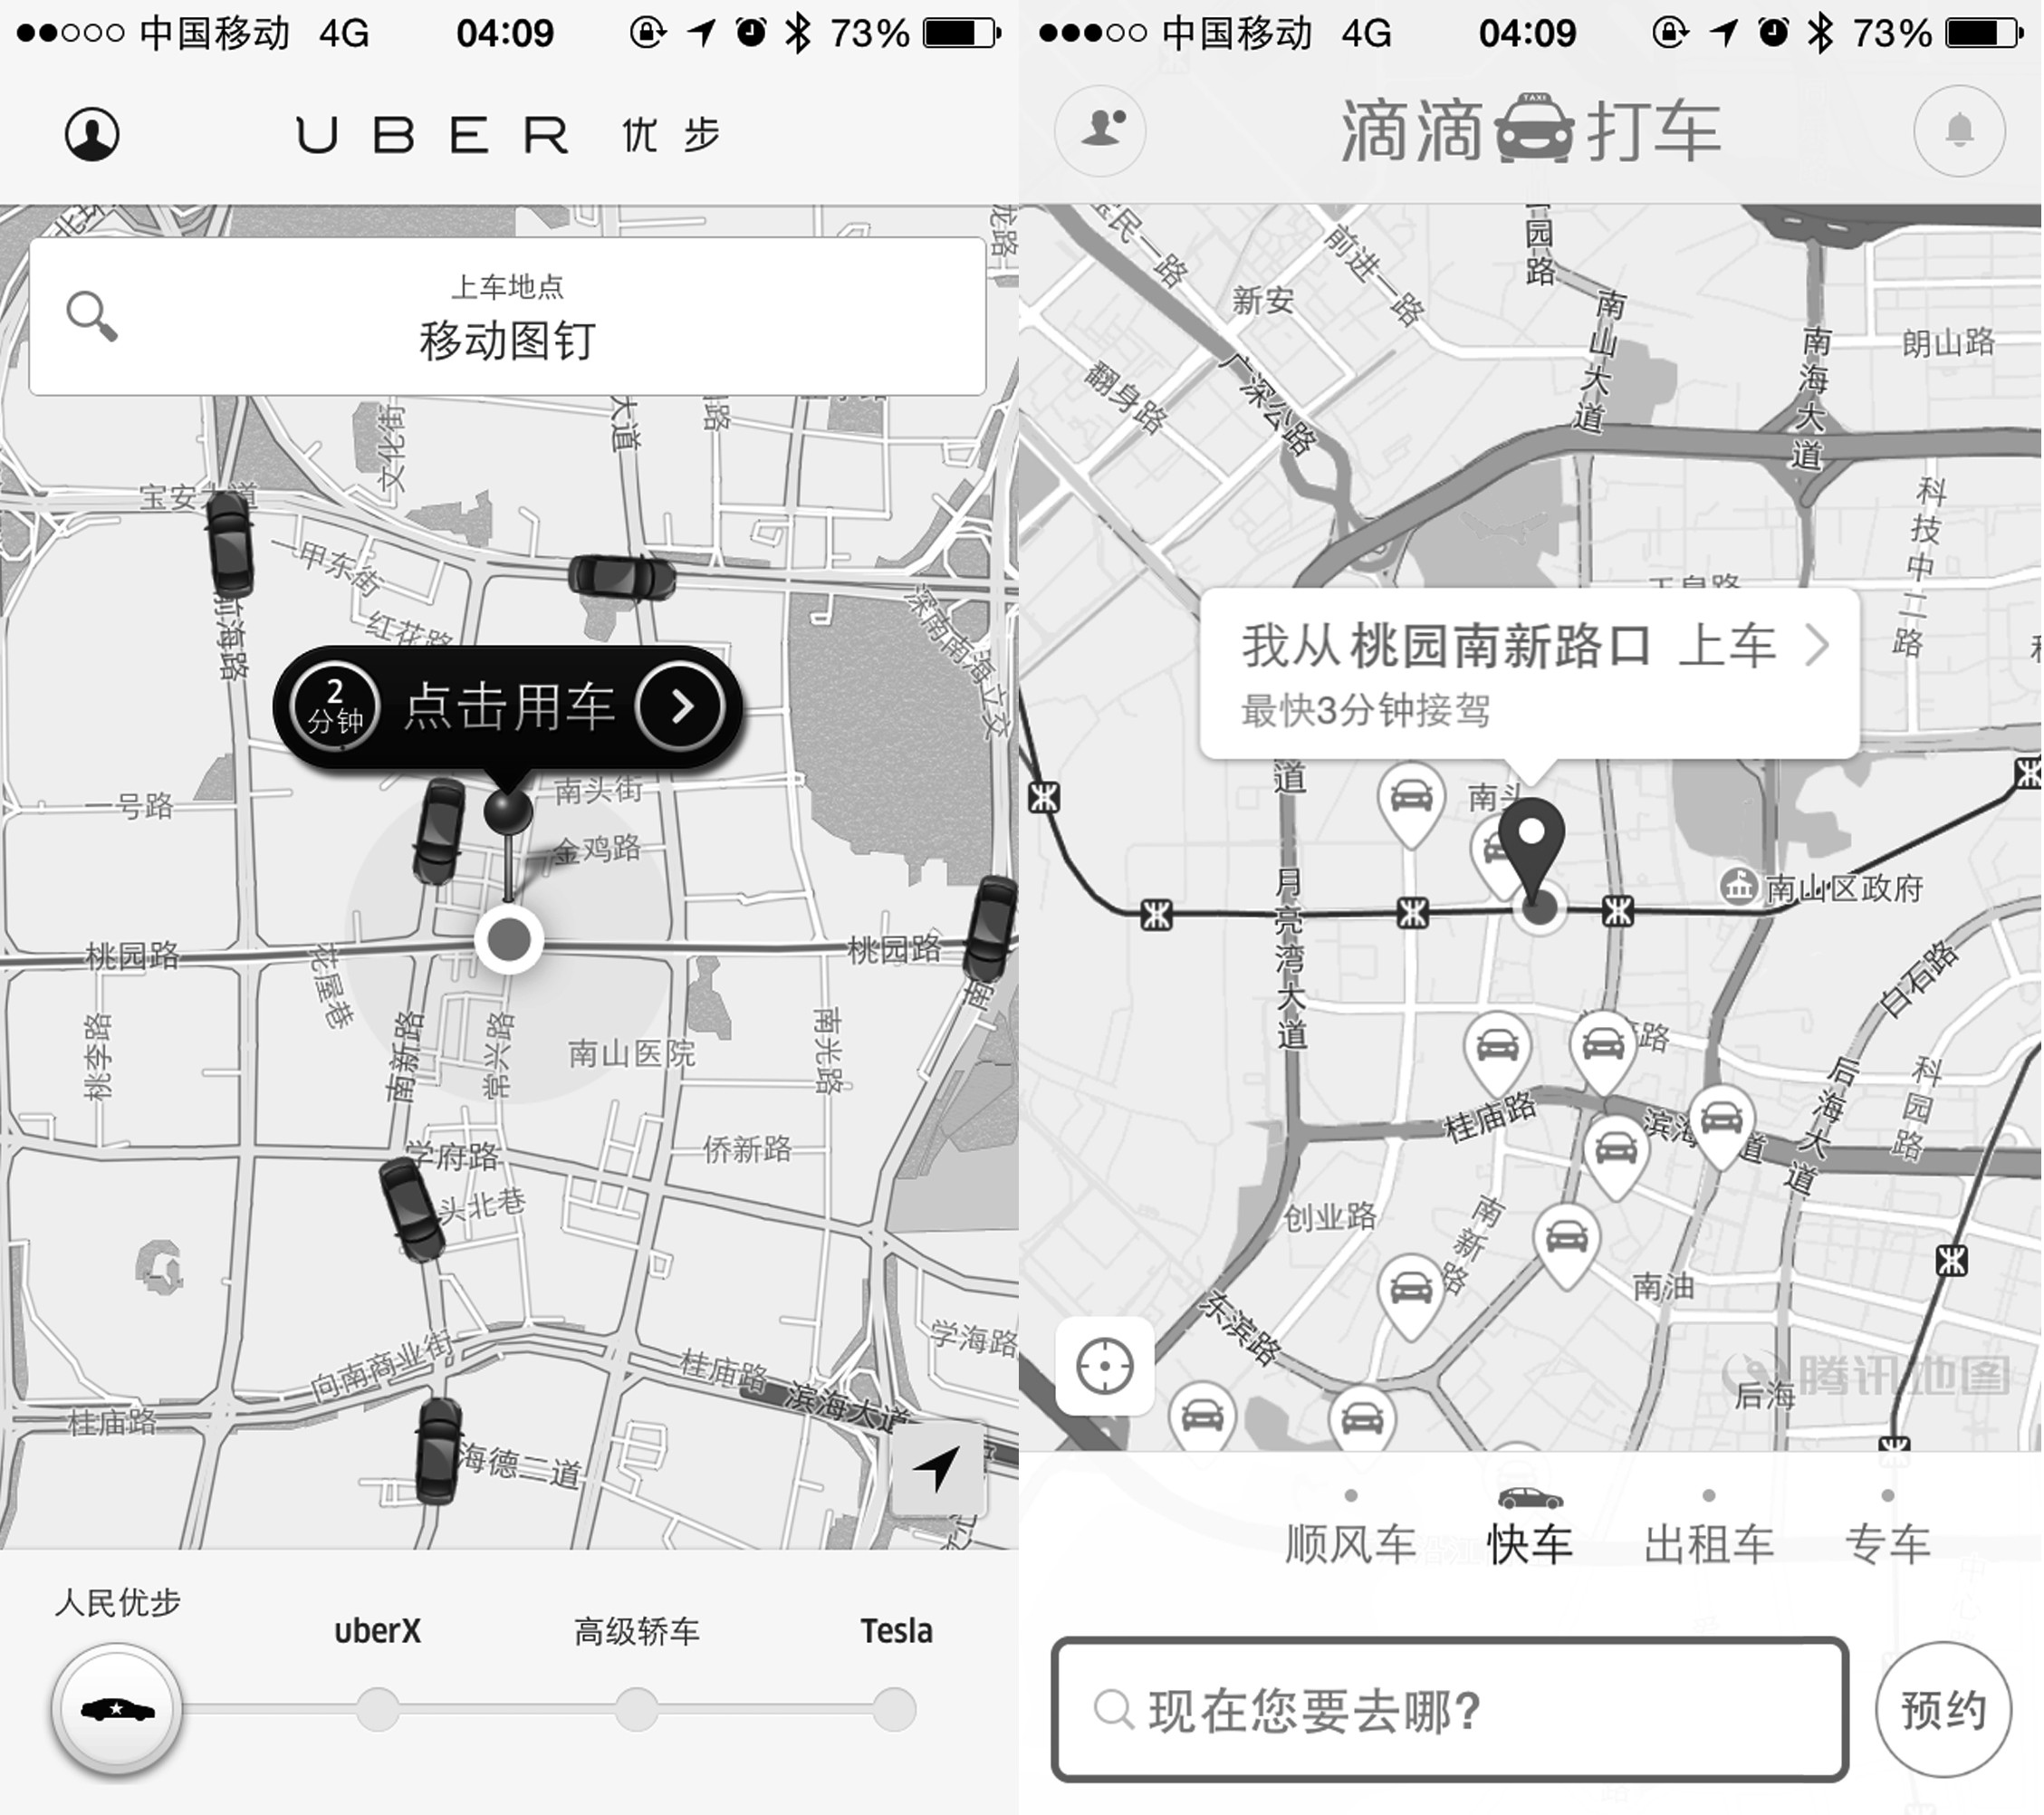 中国移动 4G 04:09 73%
UBER 优步
上车地点
移动图钉
龙路
文化街
大道
宝安大道
一甲东街
红花路
前海路
深南南海立交
2
分钟
点击用车
南头街
一号路
金鸡路
桃园路
桃园路
花屋巷
桃李路
南新路
常兴路
南山医院
南光路
学府路
侨新路
头北巷
学海路
向南商业街
桂庙路
滨海大道
桂庙路
海德二道
人民优步
uberX
高级轿车
Tesla
中国移动 4G 04:09 73%
滴滴打车
TAXI
前进一路
园路
新安
南山大道
南海大道
朗山路
翻身路
广深公路
科技中二路
我从桃园南新路口 上车
最快3分钟接驾
道
南头
月亮湾大道
南山区政府
白石路
路
后海大道
科园路
桂庙路
滨海
道
创业路
南新路
南油
东滨路
腾讯地图
后海
顺风车
快车
出租车
专车
现在您要去哪?
预约